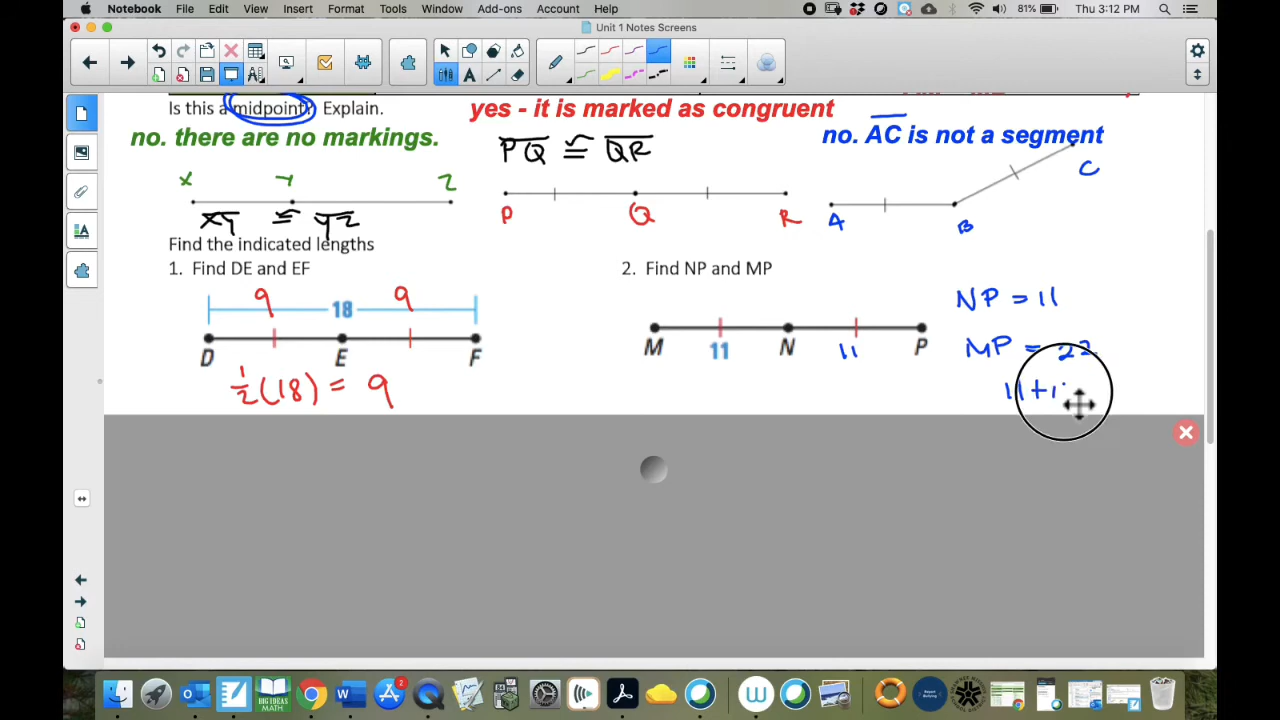 Notebook File Edit View Insert Format Tools Window App Account Help 81% Thu 3:12 PM
Unit 1 Notes Screens
Is this a midpoint? Explain.
yes - it is marked as congruent
no. there are no markings.
no. AC is not a segment
PQ ≅ QR
X Y Z
XY ≅ YZ
P Q R
A B C
Find the indicated lengths
1. Find DE and EF
2. Find NP and MP
9 18 9
D E F
1/2 (18) = 9
M N P
11 11
NP = 11
MP = 22
11 +